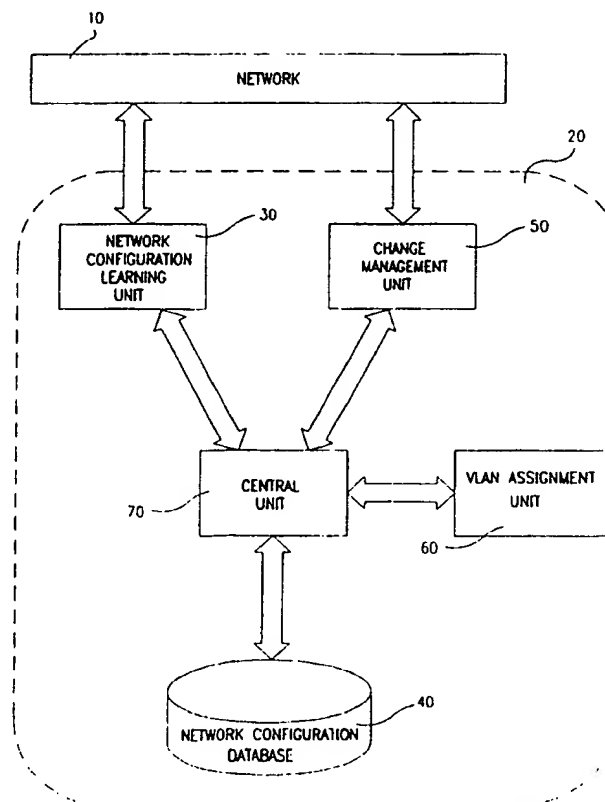 10
NETWORK
20
30
NETWORK
CONFIGURATION
LEARNING
UNIT
50
CHANGE
MANAGEMENT
UNIT
70
CENTRAL
UNIT
VLAN ASSIGNMENT
UNIT
60
40
NETWORK CONFIGURATION
DATABASE